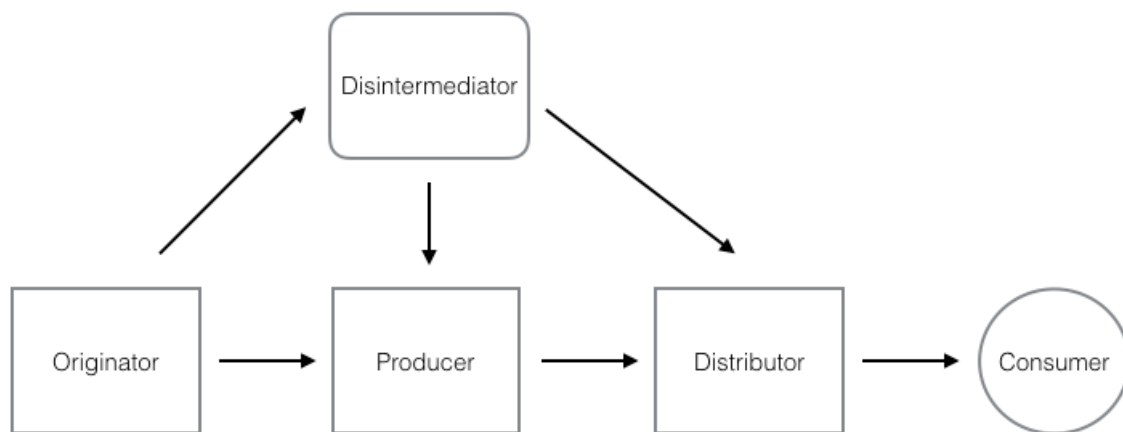 Disintermediator
Originator
Producer
Distributor
Consumer